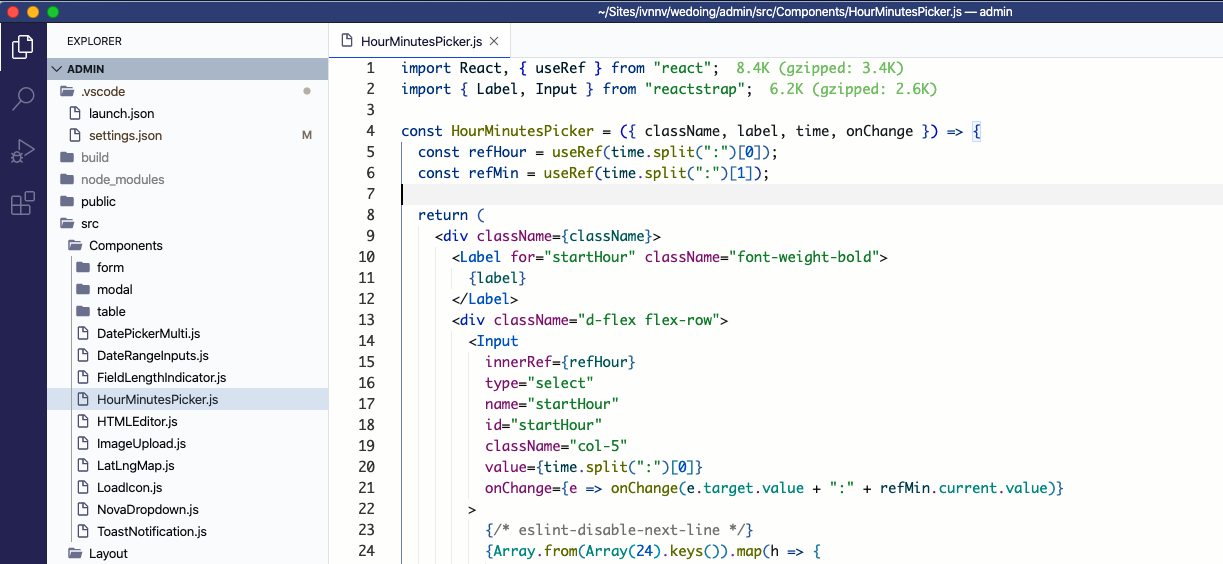 ~/Sites/ivnnv/wedoing/admin/src/Components/HourMinutesPicker.js — admin
EXPLORER
ADMIN
.vscode
launch.json
settings.json M
build
node_modules
public
src
Components
form
modal
table
DatePickerMulti.js
DateRangeInputs.js
FieldLengthIndicator.js
HourMinutesPicker.js
HTMLEditor.js
ImageUpload.js
LatLngMap.js
LoadIcon.js
NovaDropdown.js
ToastNotification.js
Layout
HourMinutesPicker.js ×
1 import React, { useRef } from "react"; 8.4K (gzipped: 3.4K)
2 import { Label, Input } from "reactstrap"; 6.2K (gzipped: 2.6K)
3
4 const HourMinutesPicker = ({ className, label, time, onChange }) => {
5 const refHour = useRef(time.split(":")[0]);
6 const refMin = useRef(time.split(":")[1]);
7
8 return (
9 <div className={className}>
10 <Label for="startHour" className="font-weight-bold">
11 {label}
12 </Label>
13 <div className="d-flex flex-row">
14 <Input
15 innerRef={refHour}
16 type="select"
17 name="startHour"
18 id="startHour"
19 className="col-5"
20 value={time.split(":")[0]}
21 onChange={e => onChange(e.target.value + ":" + refMin.current.value)}
22 >
23 {/* eslint-disable-next-line */}
24 {Array.from(Array(24).keys()).map(h => {